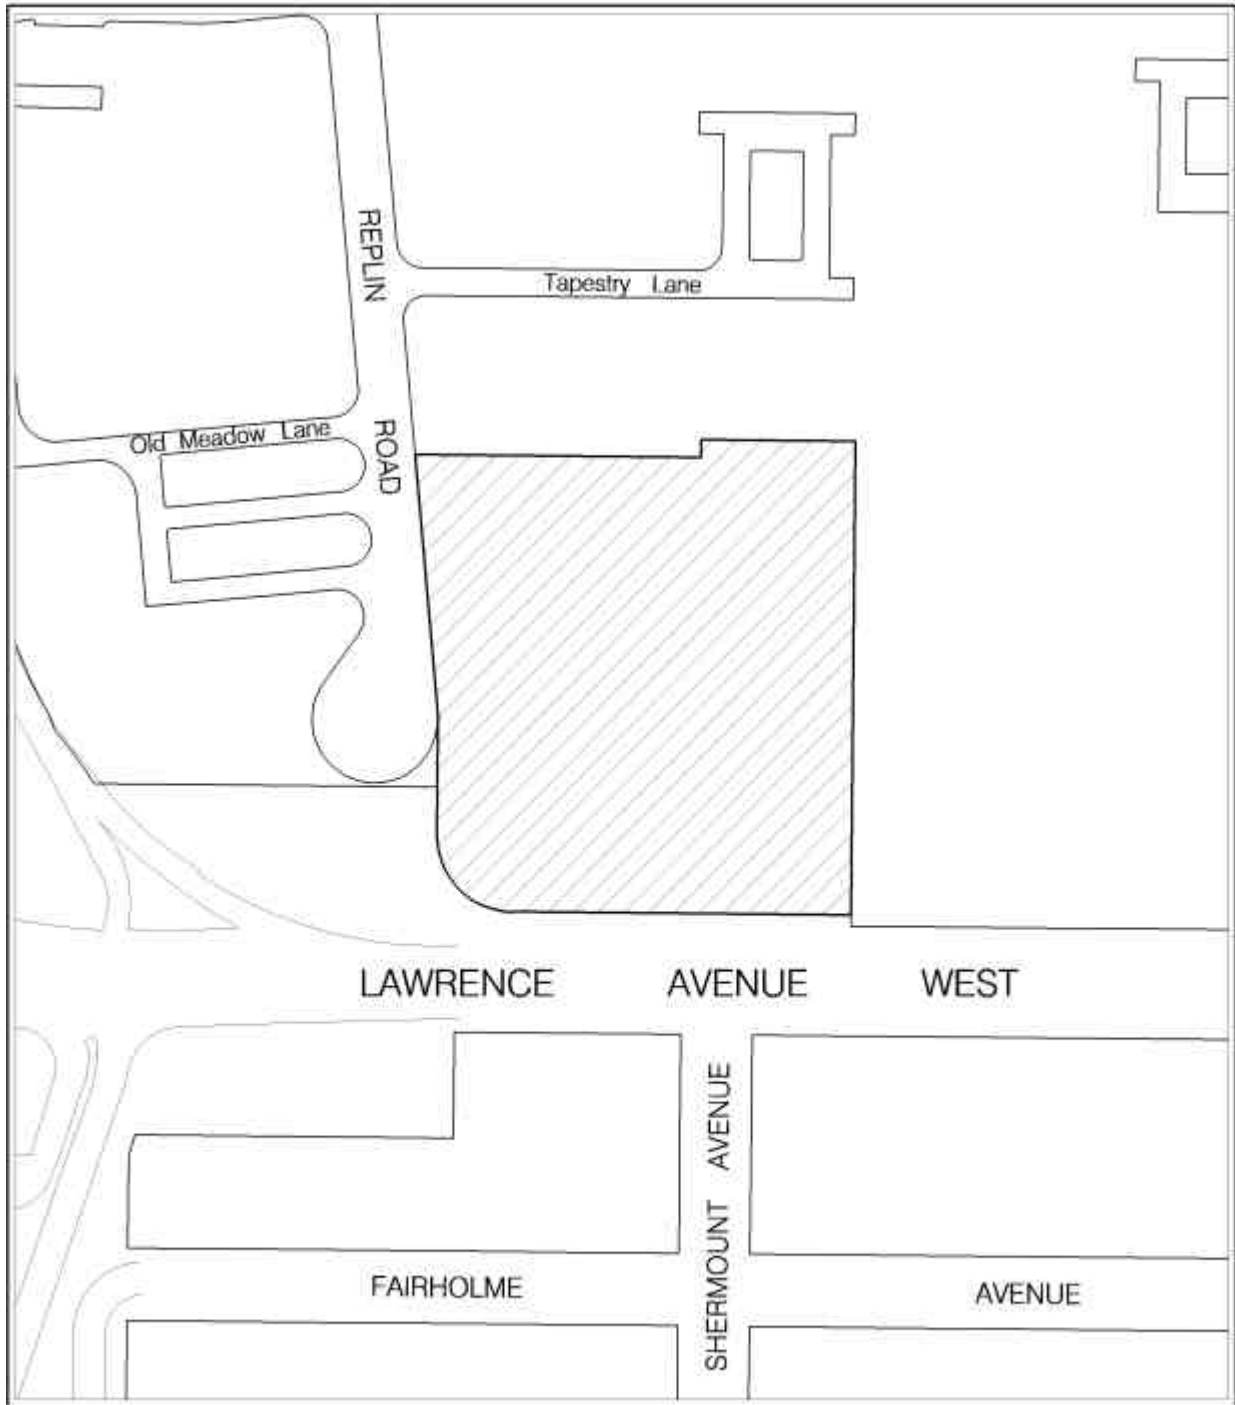 REPLIN ROAD
Tapestry Lane
Old Meadow Lane
LAWRENCE AVENUE WEST
SHERMOUNT AVENUE
FAIRHOLME AVENUE